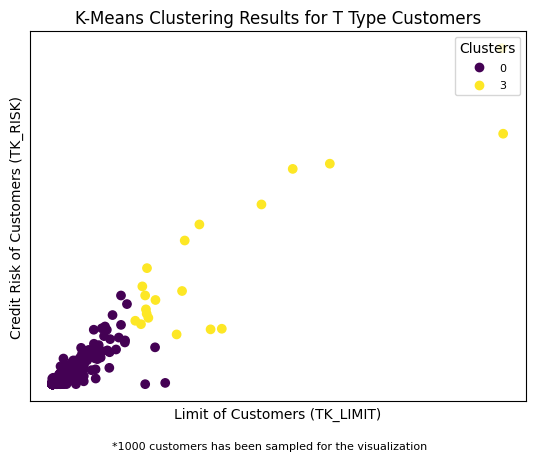 K-Means Clustering Results for T Type Customers
Clusters
0
3
Credit Risk of Customers (TK_RISK)
Limit of Customers (TK_LIMIT)
*1000 customers has been sampled for the visualization